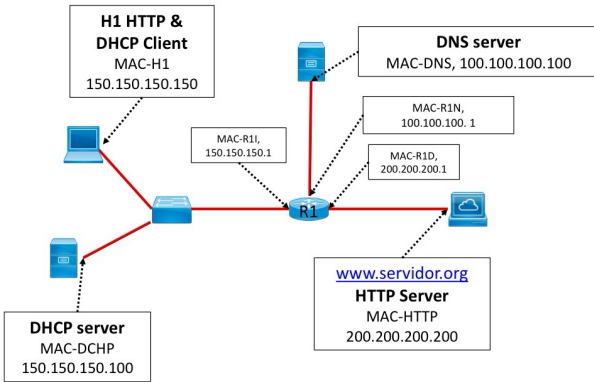 H1 HTTP &
DHCP Client
MAC-H1
150.150.150.150
DNS server
MAC-DNS, 100.100.100.100
MAC-R1I,
150.150.150.1
MAC-R1N,
100.100.100. 1
MAC-R1D,
200.200.200.1
R1
www.servidor.org
HTTP Server
MAC-HTTP
200.200.200.200
DHCP server
MAC-DCHP
150.150.150.100